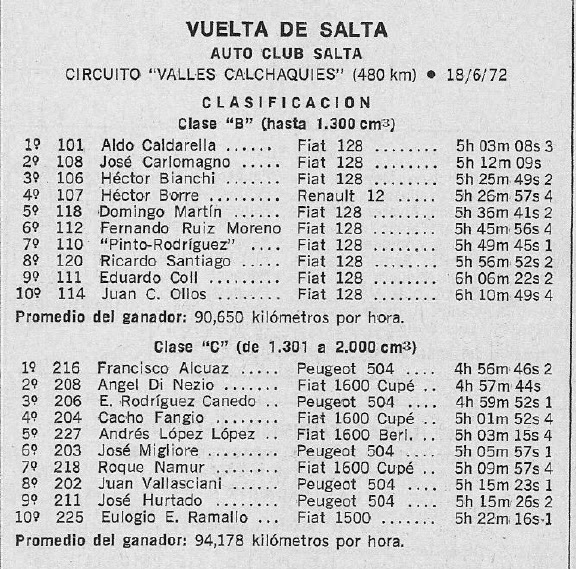 VUELTA DE SALTA
AUTO CLUB SALTA
CIRCUITO "VALLES CALCHAQUIES" (480 km) • 18/6/72
CLASIFICACION
Clase "B" (hasta 1.300 cm³)
1º 101 Aldo Caldarella ...... Fiat 128 ........ 5h 03m 08s 3
2º 108 José Carlomagno ..... Fiat 128 ........ 5h 12m 09s
3º 106 Héctor Bianchi ...... Fiat 128 ........ 5h 25m 49s 2
4º 107 Héctor Borre ........ Renault 12 ..... 5h 26m 57s 4
5º 118 Domingo Martín ...... Fiat 128 ........ 5h 36m 41s 2
6º 112 Fernando Ruiz Moreno Fiat 128 ........ 5h 45m 56s 4
7º 110 "Pinto-Rodríguez" .... Fiat 128 ........ 5h 49m 45s 1
8º 120 Ricardo Santiago ..... Fiat 128 ........ 5h 56m 52s 2
9º 111 Eduardo Coll ........ Fiat 128 ........ 6h 06m 22s 2
10º 114 Juan C. Ollos ....... Fiat 128 ........ 6h 10m 49s 4
Promedio del ganador: 90,650 kilómetros por hora.
Clase "C" (de 1.301 a 2.000 cm³)
1º 216 Francisco Alcuaz ..... Peugeot 504 .... 4h 56m 46s 2
2º 208 Angel Di Nezio ....... Fiat 1600 Cupé .. 4h 57m 44s
3º 206 E. Rodríguez Canedo .. Peugeot 504 .... 4h 59m 52s 1
4º 204 Cacho Fangio ........ Fiat 1600 Cupé .. 5h 01m 52s 4
5º 227 Andrés López López .. Fiat 1600 Berl. ... 5h 03m 15s 4
6º 203 José Migliore ........ Peugeot 504 ..... 5h 05m 57s 1
7º 218 Roque Namur ........ Fiat 1600 Cupé .. 5h 09m 57s 4
8º 202 Juan Vallasciani ..... Peugeot 504 .... 5h 15m 23s 1
9º 211 José Hurtado ........ Peugeot 504 .... 5h 15m 26s 2
10º 225 Eulogio E. Ramallo ... Fiat 1500 ....... 5h 22m 16s 1
Promedio del ganador: 94,178 kilómetros por hora.